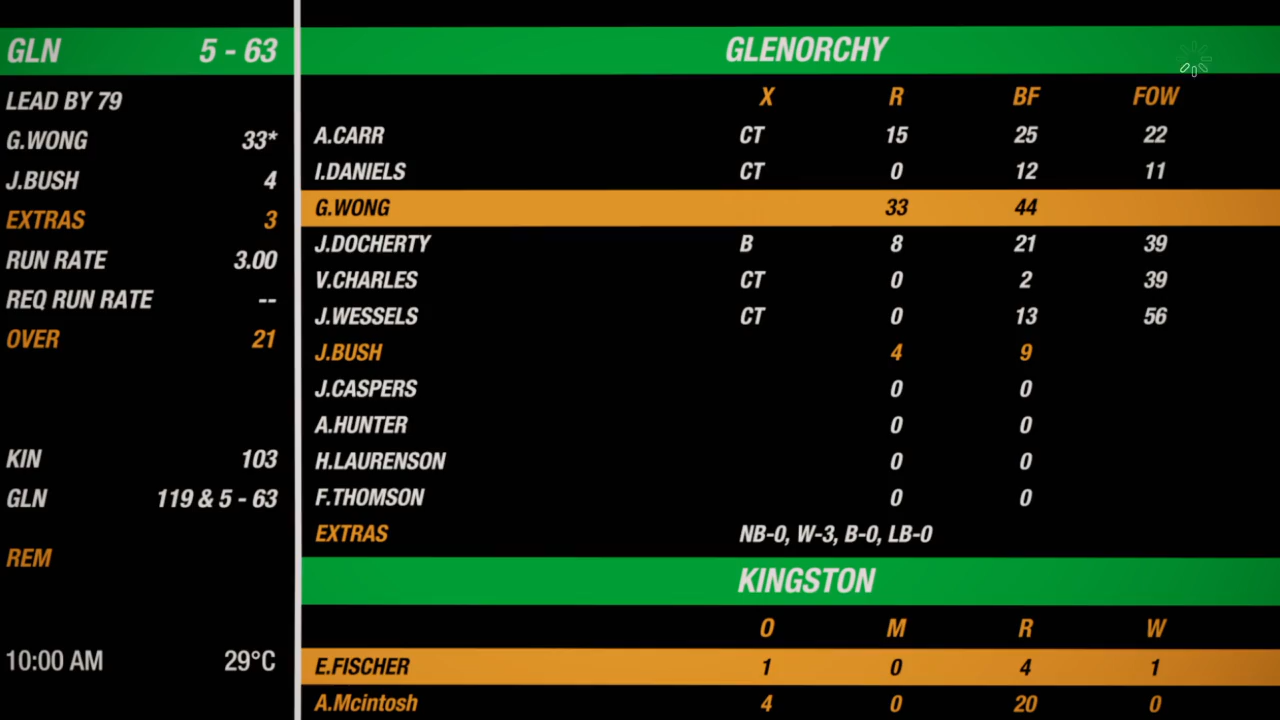 GLN 5 - 63
LEAD BY 79
G.WONG 33*
J.BUSH 4
EXTRAS 3
RUN RATE 3.00
REQ RUN RATE --
OVER 21
KIN 103
GLN 119 & 5 - 63
REM
10:00 AM 29°C
GLENORCHY
X R BF FOW
A.CARR CT 15 25 22
I.DANIELS CT 0 12 11
G.WONG 33 44
J.DOCHERTY B 8 21 39
V.CHARLES CT 0 2 39
J.WESSELS CT 0 13 56
J.BUSH 4 9
J.CASPERS 0 0
A.HUNTER 0 0
H.LAURENSON 0 0
F.THOMSON 0 0
EXTRAS NB-0, W-3, B-0, LB-0
KINGSTON
O M R W
E.FISCHER 1 0 4 1
A.Mcintosh 4 0 20 0